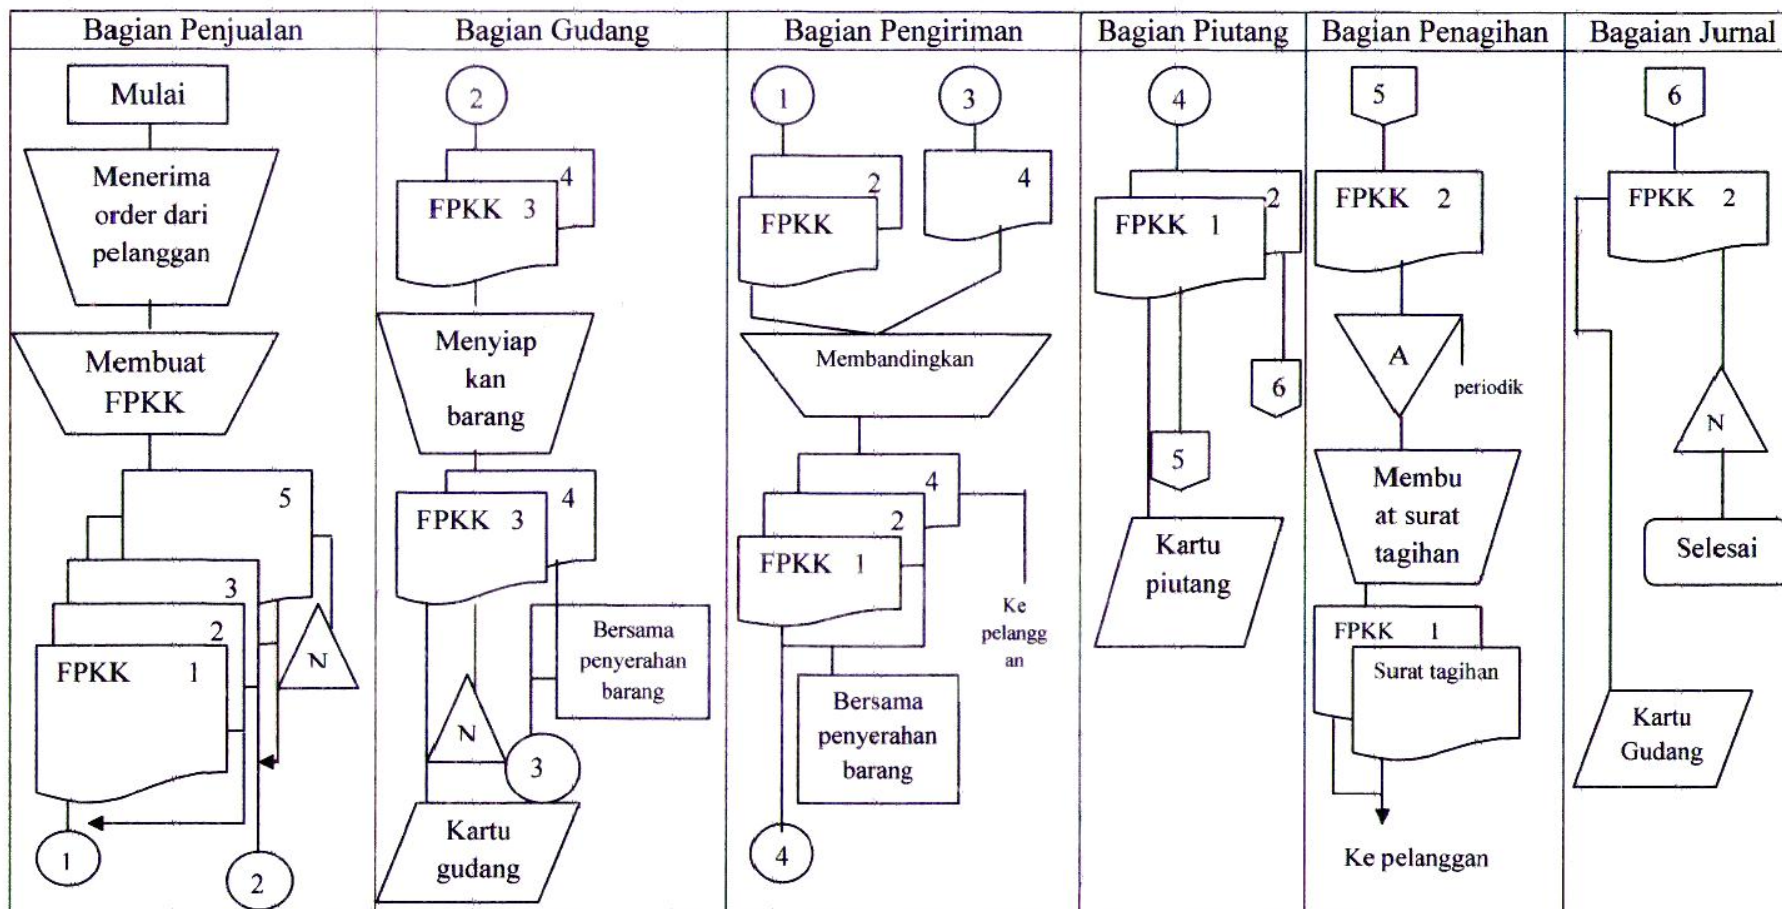 Bagian Penjualan
Bagian Gudang
Bagian Pengiriman
Bagian Piutang
Bagian Penagihan
Bagaian Jurnal
Mulai
Menerima
order dari
pelanggan
Membuat
FPKK
5
3
2
FPKK 1
N
1
2
2
4
FPKK 3
Menyiap
kan
barang
4
FPKK 3
Bersama
penyerahan
barang
N
3
Kartu
gudang
1
3
2
FPKK
4
Membandingkan
4
2
FPKK 1
Ke
pelangg
an
Bersama
penyerahan
barang
4
4
2
FPKK 1
6
5
Kartu
piutang
5
FPKK 2
A
periodik
Membu
at surat
tagihan
FPKK 1
Surat tagihan
Ke pelanggan
6
FPKK 2
N
Selesai
Kartu
Gudang